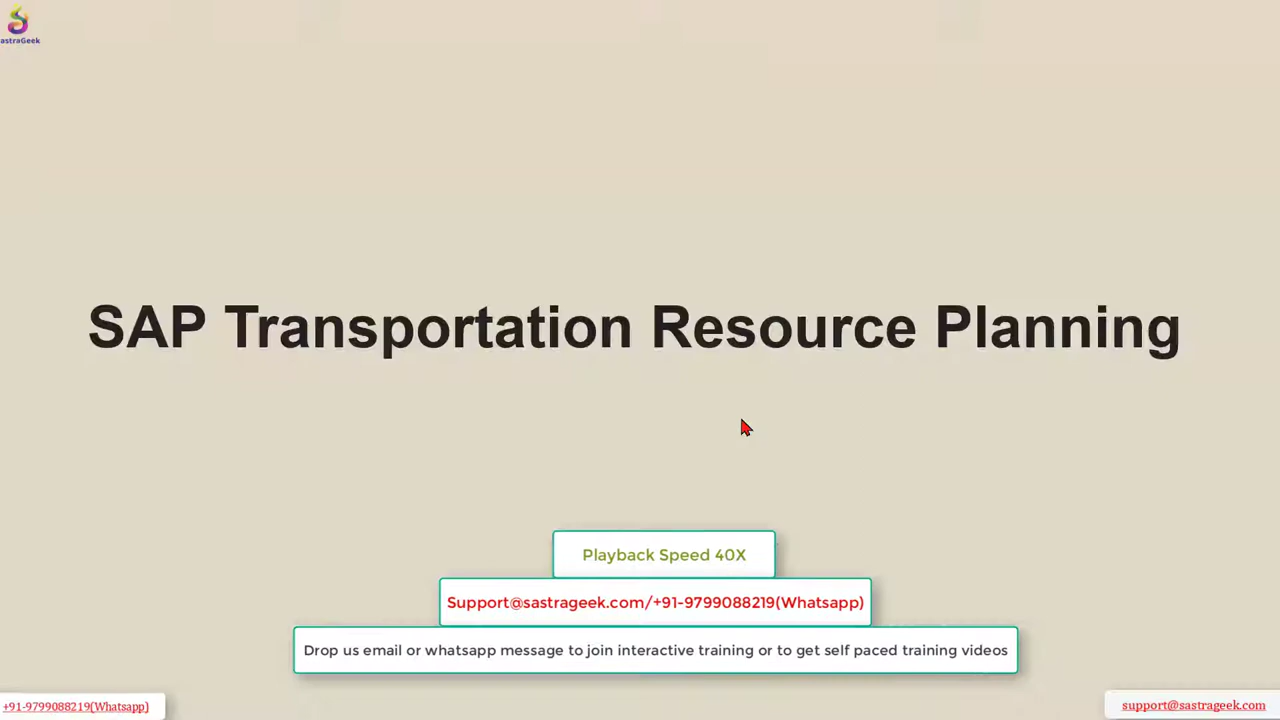 astraGeek
SAP Transportation Resource Planning
Playback Speed 40X
Support@sastrageek.com/+91-9799088219(Whatsapp)
Drop us email or whatsapp message to join interactive training or to get self paced training videos
+91-9799088219(Whatsapp)
support@sastrageek.com